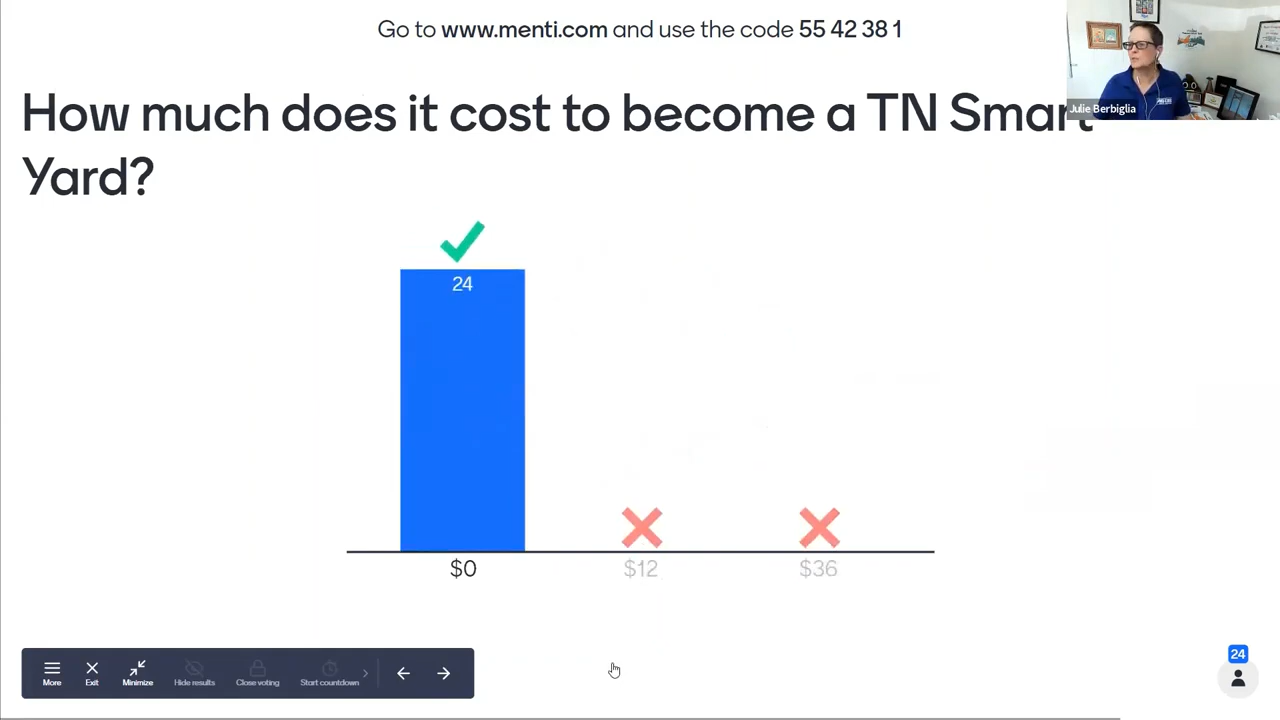 Go to www.menti.com and use the code 55 42 38 1
Julie Berbiglia
How much does it cost to become a TN Smart
Yard?
24
$0
$12
$36
More
Exit
Minimize
Hide results
Close voting
Start countdown
24